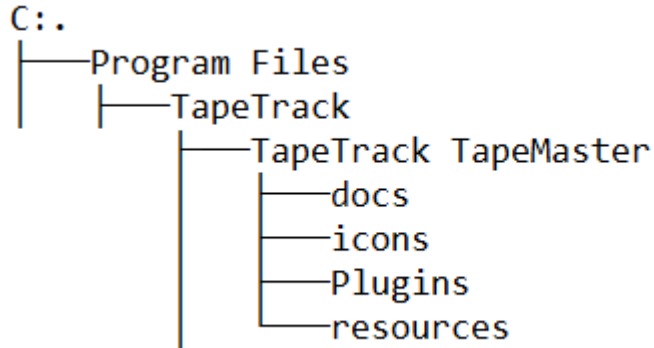 C:.
Program Files
TapeTrack
TapeTrack TapeMaster
docs
icons
Plugins
resources